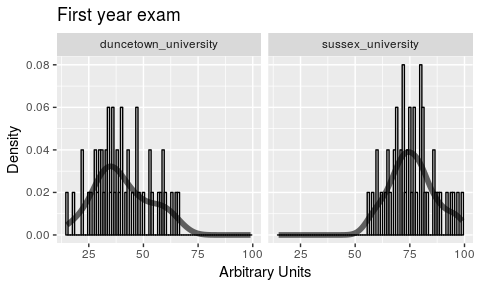 First year exam
duncetown_university sussex_university
0.08
0.06
0.04
0.02
0.00
Density
25 50 75 100 25 50 75 100
Arbitrary Units